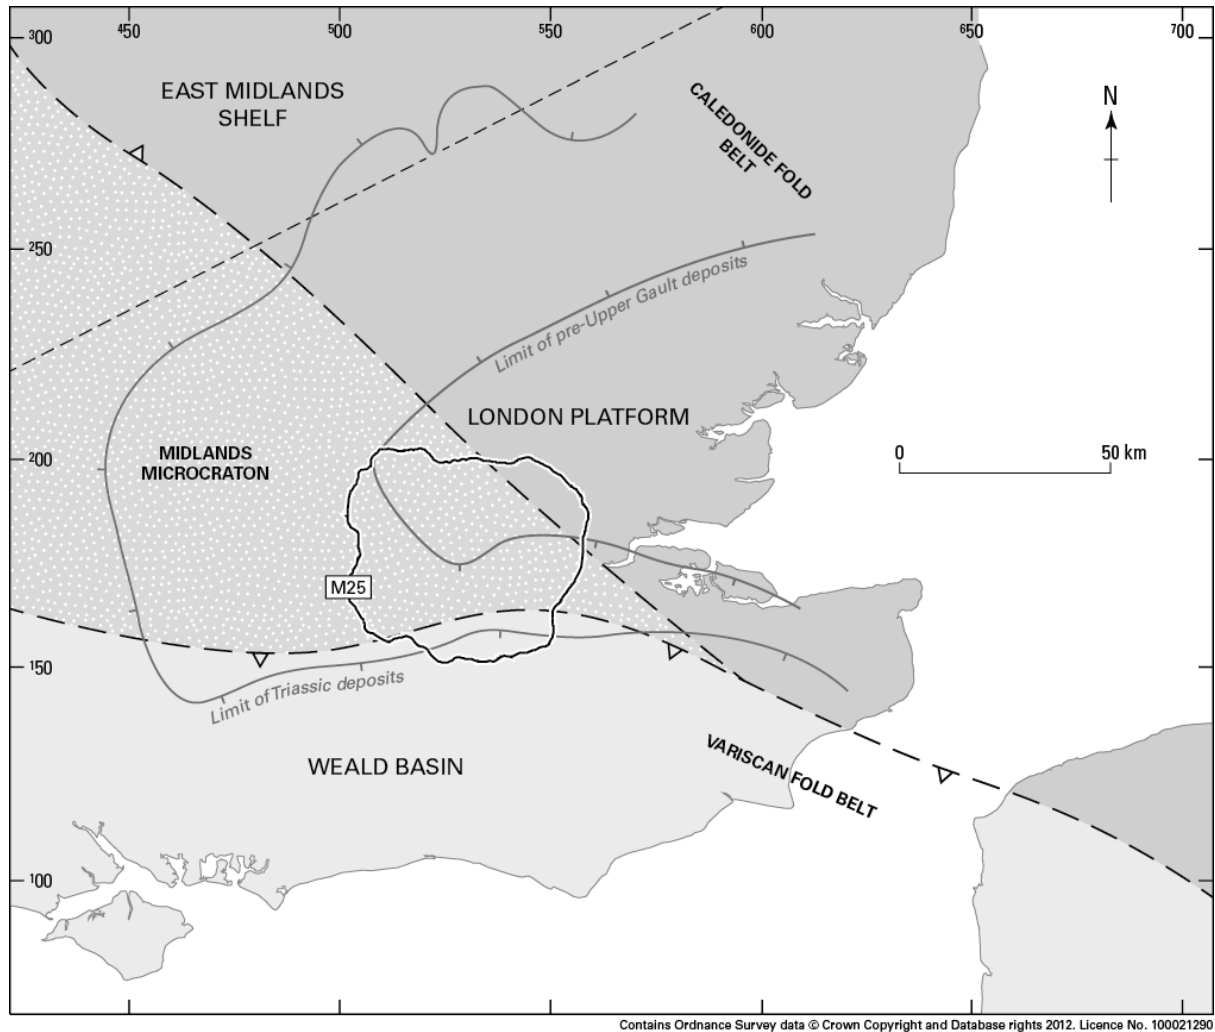 450
500
550
600
650
700
300
250
200
150
100
EAST MIDLANDS
SHELF
CALEDONIDE FOLD
BELT
N
Limit of pre-Upper Gault deposits
LONDON PLATFORM
MIDLANDS
MICROCRATON
0
50 km
M25
Limit of Triassic deposits
WEALD BASIN
VARISCAN FOLD BELT
Contains Ordnance Survey data © Crown Copyright and Database rights 2012. Licence No. 100021290